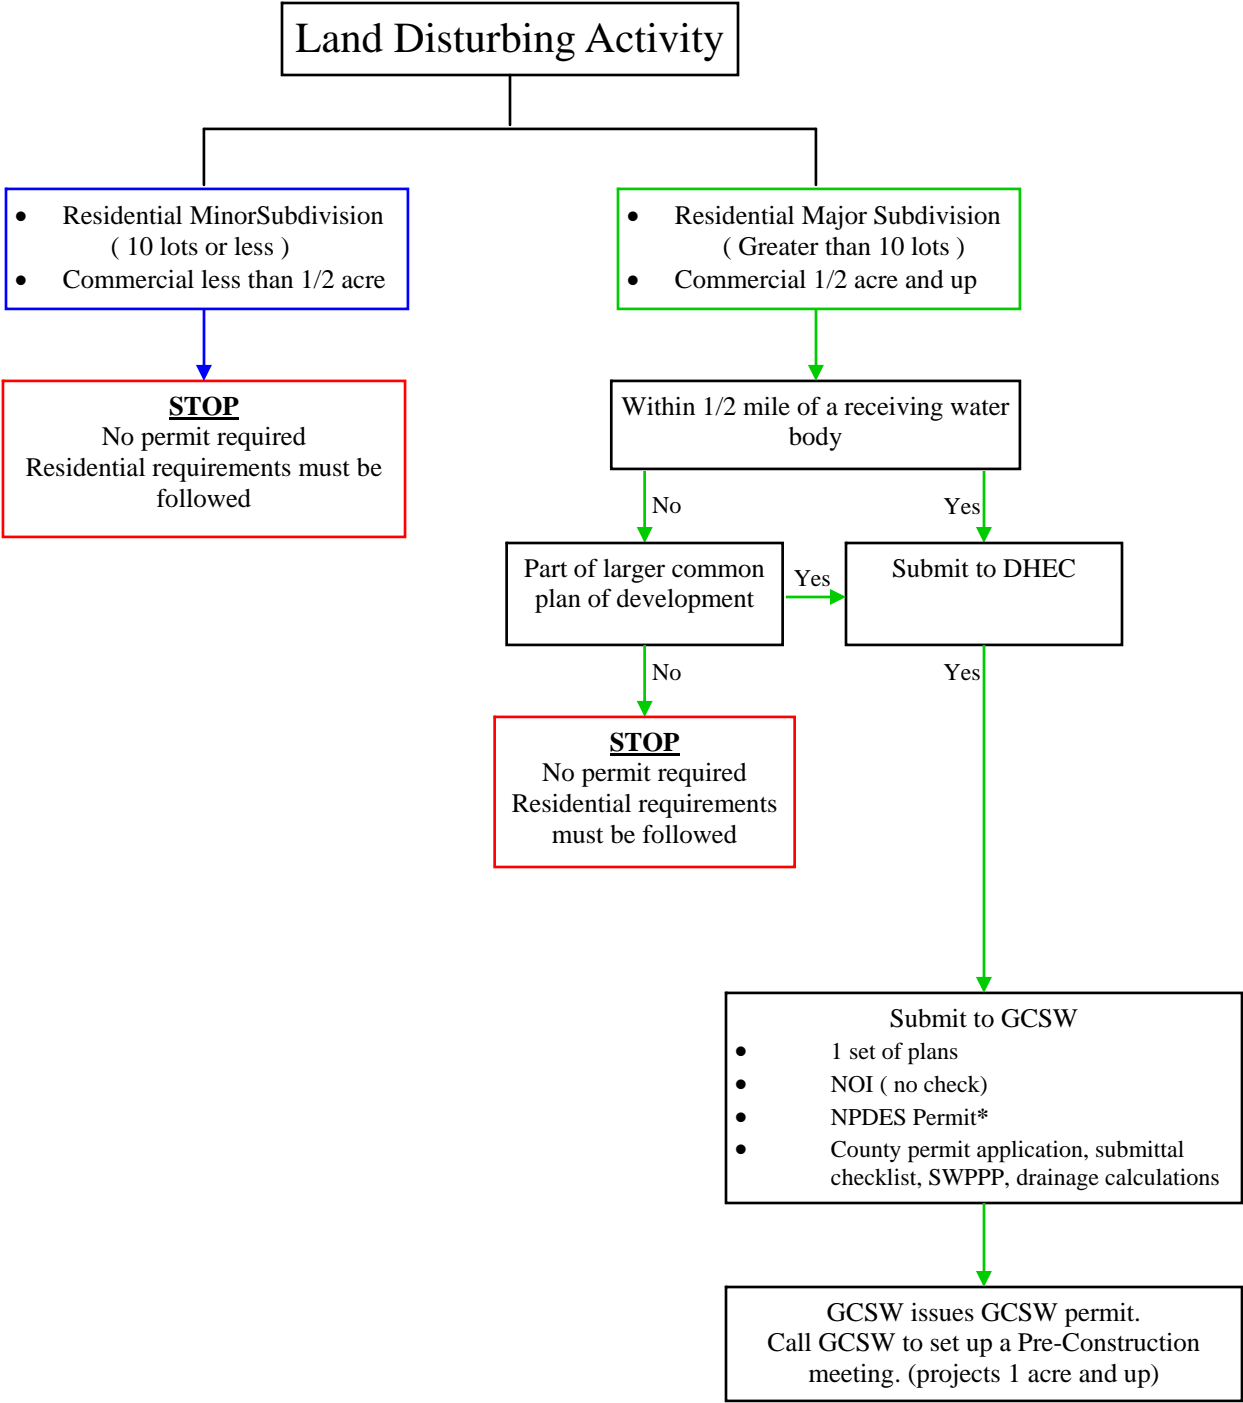 Land Disturbing Activity
• Residential MinorSubdivision
( 10 lots or less )
• Commercial less than 1/2 acre
• Residential Major Subdivision
( Greater than 10 lots )
• Commercial 1/2 acre and up
STOP
No permit required
Residential requirements must be
followed
Within 1/2 mile of a receiving water
body
No
Yes
Part of larger common
plan of development
Yes
Submit to DHEC
No
Yes
STOP
No permit required
Residential requirements
must be followed
Submit to GCSW
• 1 set of plans
• NOI ( no check)
• NPDES Permit*
• County permit application, submittal
checklist, SWPPP, drainage calculations
GCSW issues GCSW permit.
Call GCSW to set up a Pre-Construction
meeting. (projects 1 acre and up)